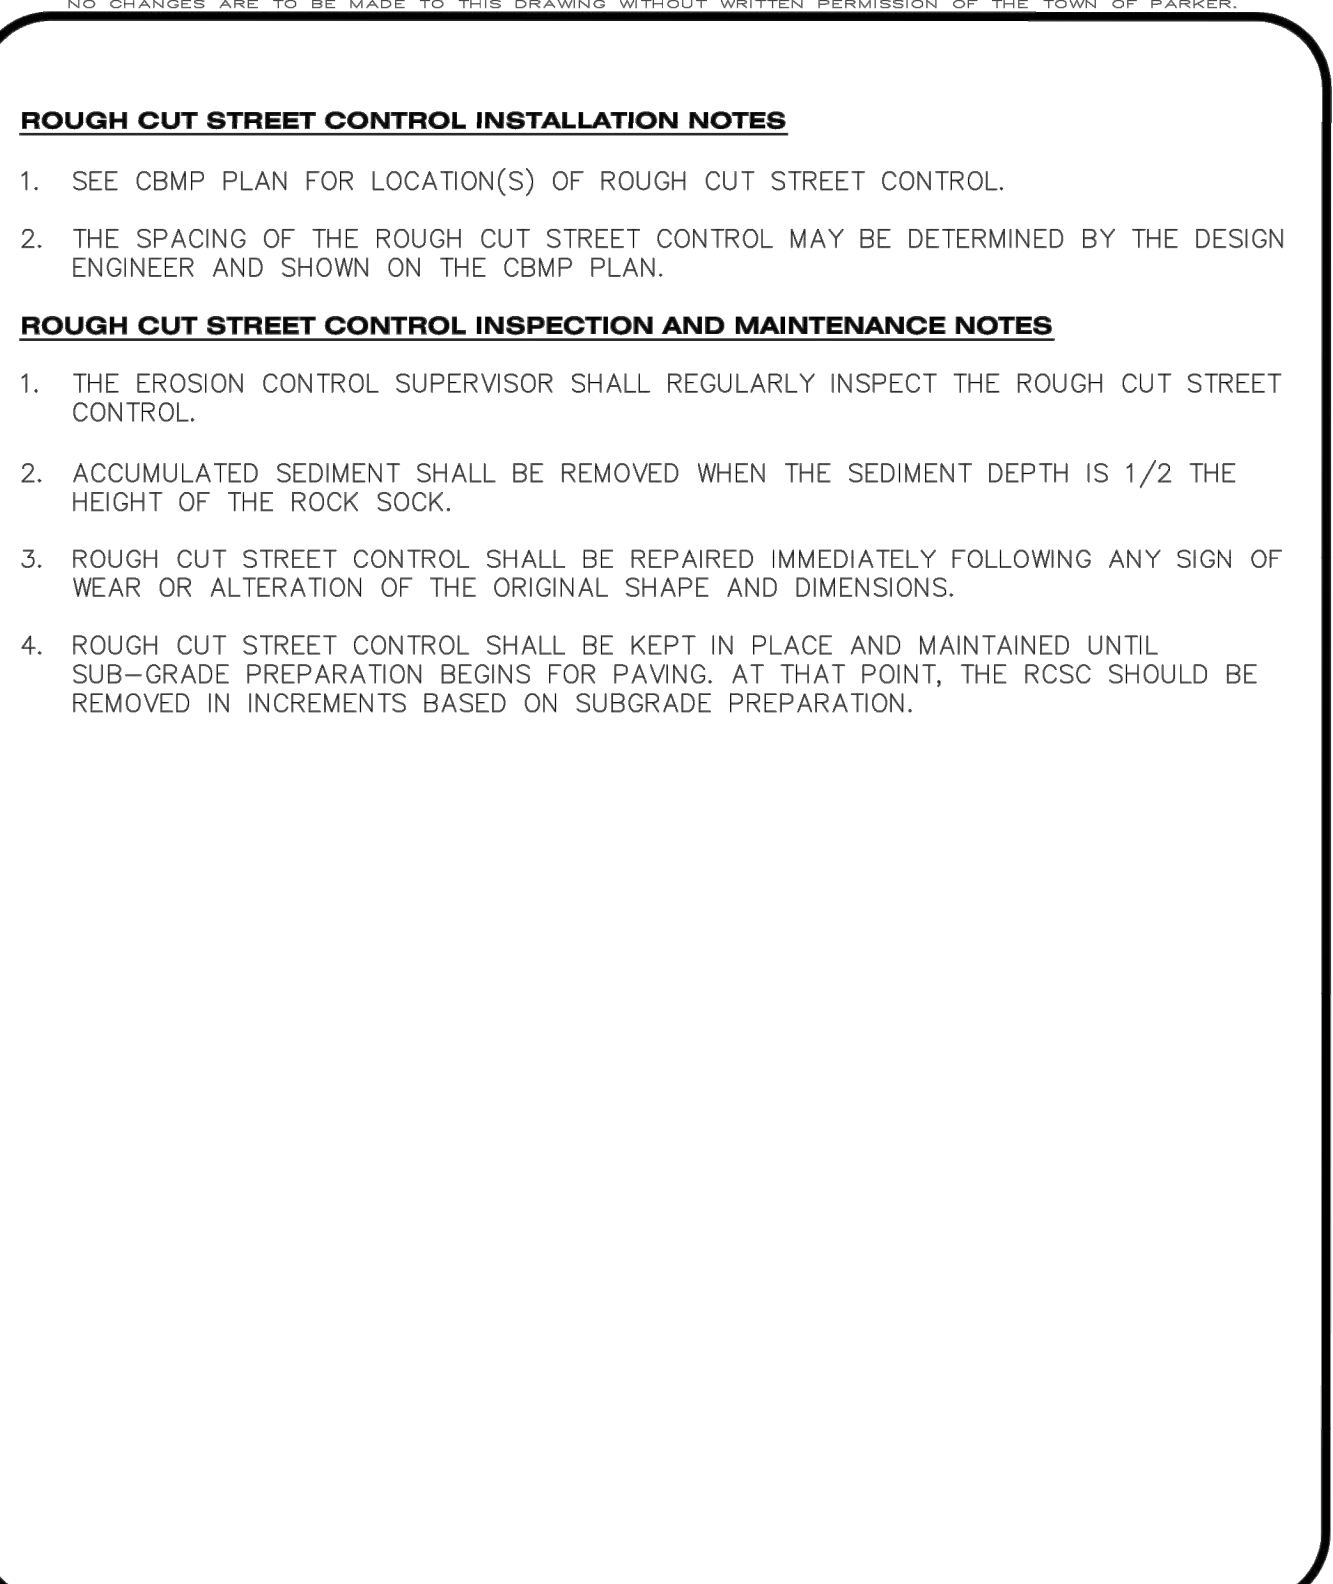 NO CHANGES ARE TO BE MADE TO THIS DRAWING WITHOUT WRITTEN PERMISSION OF THE TOWN OF PARKER.
ROUGH CUT STREET CONTROL INSTALLATION NOTES
1. SEE CBMP PLAN FOR LOCATION(S) OF ROUGH CUT STREET CONTROL.
2. THE SPACING OF THE ROUGH CUT STREET CONTROL MAY BE DETERMINED BY THE DESIGN
ENGINEER AND SHOWN ON THE CBMP PLAN.
ROUGH CUT STREET CONTROL INSPECTION AND MAINTENANCE NOTES
1. THE EROSION CONTROL SUPERVISOR SHALL REGULARLY INSPECT THE ROUGH CUT STREET
CONTROL.
2. ACCUMULATED SEDIMENT SHALL BE REMOVED WHEN THE SEDIMENT DEPTH IS 1/2 THE
HEIGHT OF THE ROCK SOCK.
3. ROUGH CUT STREET CONTROL SHALL BE REPAIRED IMMEDIATELY FOLLOWING ANY SIGN OF
WEAR OR ALTERATION OF THE ORIGINAL SHAPE AND DIMENSIONS.
4. ROUGH CUT STREET CONTROL SHALL BE KEPT IN PLACE AND MAINTAINED UNTIL
SUB-GRADE PREPARATION BEGINS FOR PAVING. AT THAT POINT, THE RCSC SHOULD BE
REMOVED IN INCREMENTS BASED ON SUBGRADE PREPARATION.